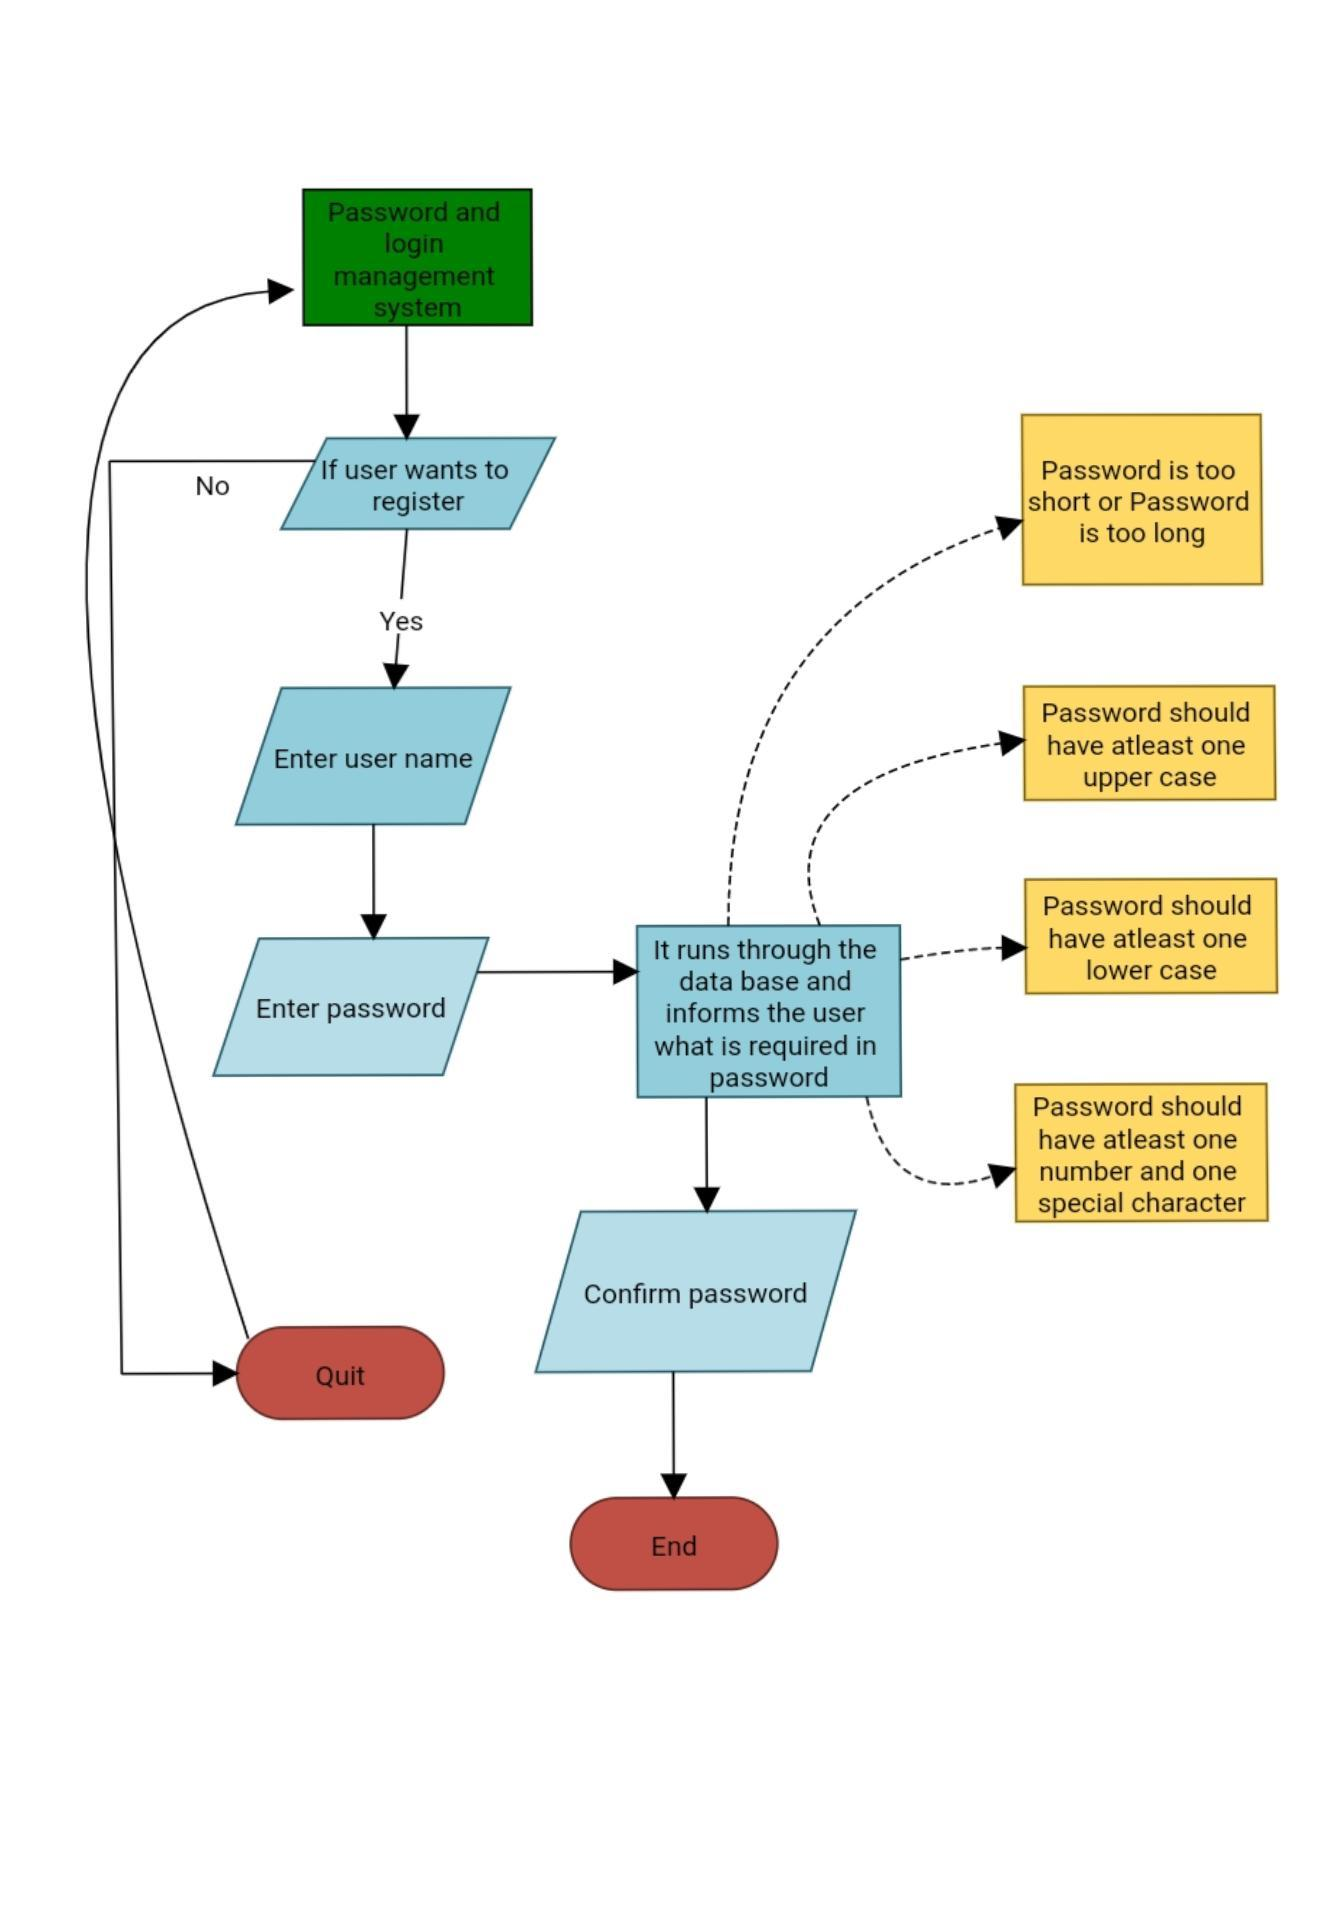 Password and
login
management
system
If user wants to
register
No
Yes
Enter user name
Enter password
It runs through the
data base and
informs the user
what is required in
password
Password is too
short or Password
is too long
Password should
have atleast one
upper case
Password should
have atleast one
lower case
Password should
have atleast one
number and one
special character
Confirm password
Quit
End